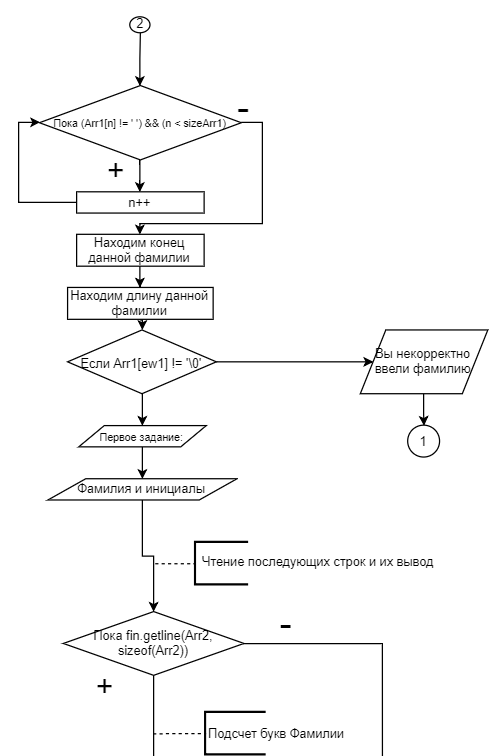 2
Пока (Arr1[n] != ' ') && (n < sizeArr1)
-
+
n++
Находим конец
данной фамилии
Находим длину данной
фамилии
Если Arr1[ew1] != '\0'
Вы некорректно
ввели фамилию
1
Первое задание:
Фамилия и инициалы
Чтение последующих строк и их вывод
Пока fin.getline(Arr2,
sizeof(Arr2))
-
+
Подсчет букв Фамилии